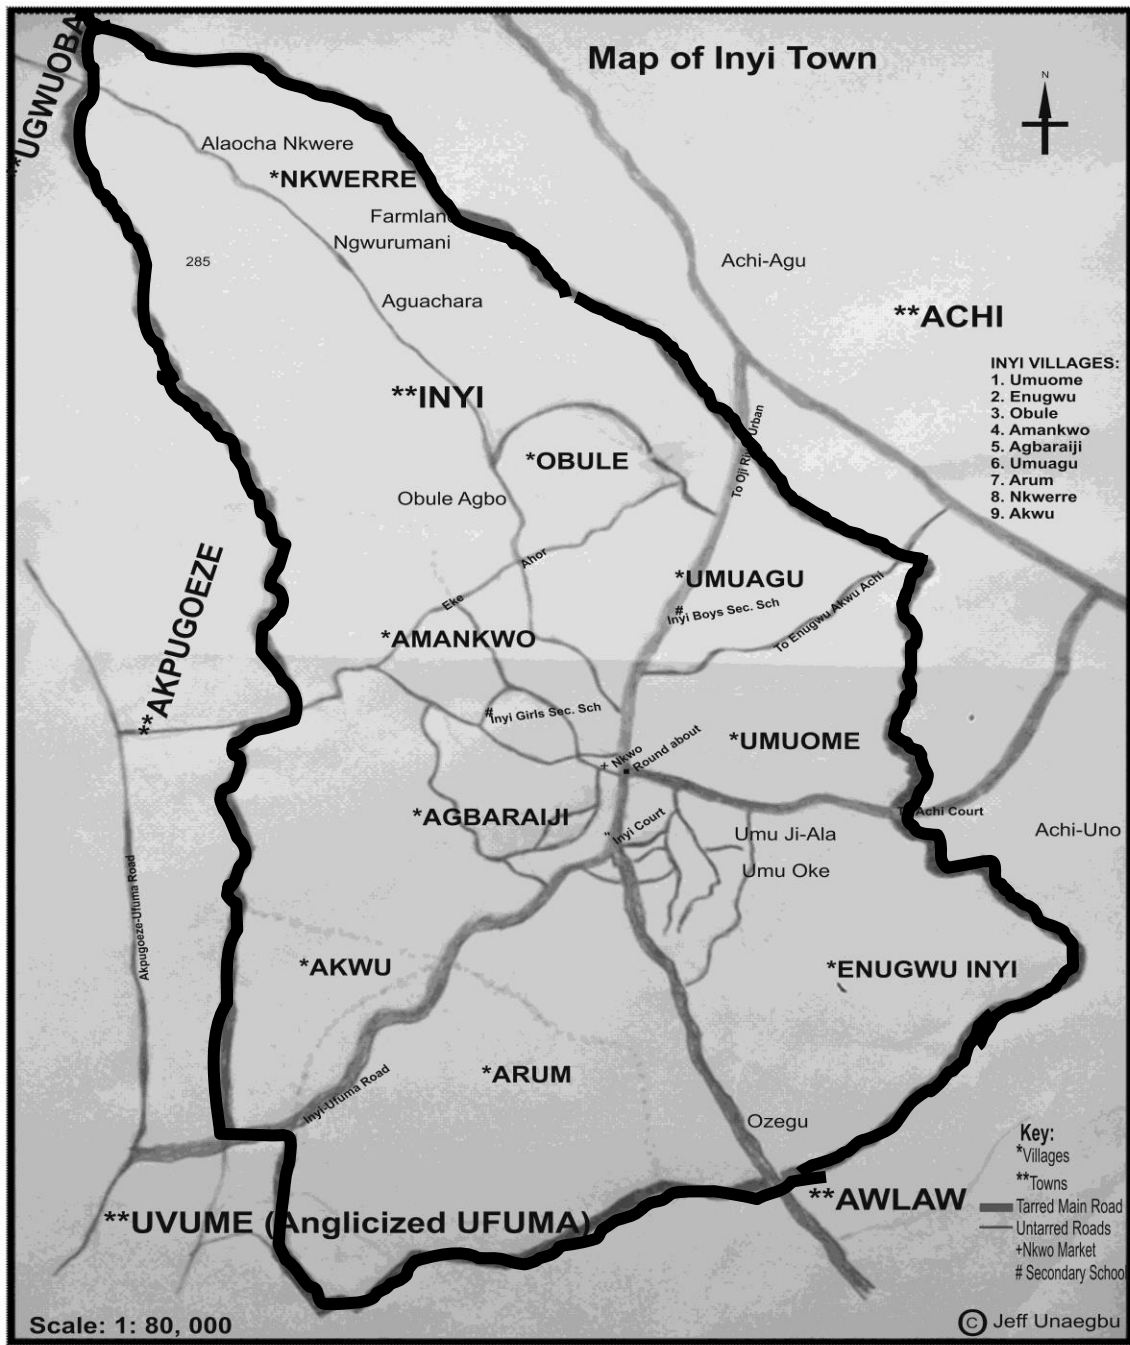 Map of Inyi Town
N
**UGWUOBA
Alaocha Nkwere
*NKWERRE
Farmland
Ngwurumani
285
Achi-Agu
Aguachara
**ACHI
INYI VILLAGES:
1. Umuome
2. Enugwu
3. Obule
4. Amankwo
5. Agbaraiji
6. Umuagu
7. Arum
8. Nkwerre
9. Akwu
**INYI
To Oji River Urban
*OBULE
Obule Agbo
Ahor
**AKPUGOEZE
*UMUAGU
#
Inyi Boys Sec. Sch
To Enugwu Akwu Achi
Eke
*AMANKWO
#
Inyi Girls Sec. Sch
*UMUOME
+ Nkwo
Round about
*AGBARAIJI
Inyi Court
To Achi Court
Umu Ji-Ala
Achi-Uno
Umu Oke
Akpugoeze-Ufuma Road
*AKWU
*ENUGWU INYI
*ARUM
Inyi-Ufuma Road
Ozegu
Key:
*Villages
**Towns
Tarred Main Road
Untarred Roads
+Nkwo Market
# Secondary School
**AWLAW
**UVUME (Anglicized UFUMA)
Scale: 1: 80, 000
© Jeff Unaegbu